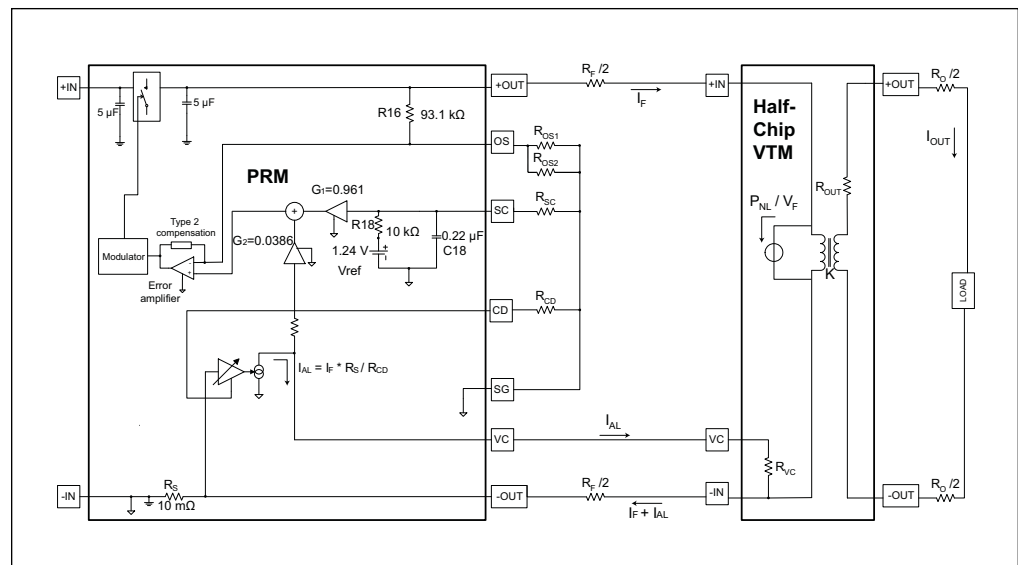 +IN
5 µF
5 µF
R16
93.1 kΩ
+OUT
R_F /2
I_F
+IN
Half-
Chip
VTM
+OUT
R_O /2
I_OUT
OS
R_OS1
R_OS2
PRM
G₁=0.961
R18
10 kΩ
SC
R_SC
0.22 µF
C18
1.24 V
Vref
+
−
+
G₂=0.0386
Type 2
compensation
Modulator
-
+
Error
amplifier
P_NL / V_F
R_OUT
K
LOAD
CD
R_CD
I_AL = I_F * R_S / R_CD
SG
VC
I_AL
VC
R_VC
-IN
R_S
10 mΩ
-OUT
R_F /2
I_F + I_AL
-IN
-OUT
R_O /2